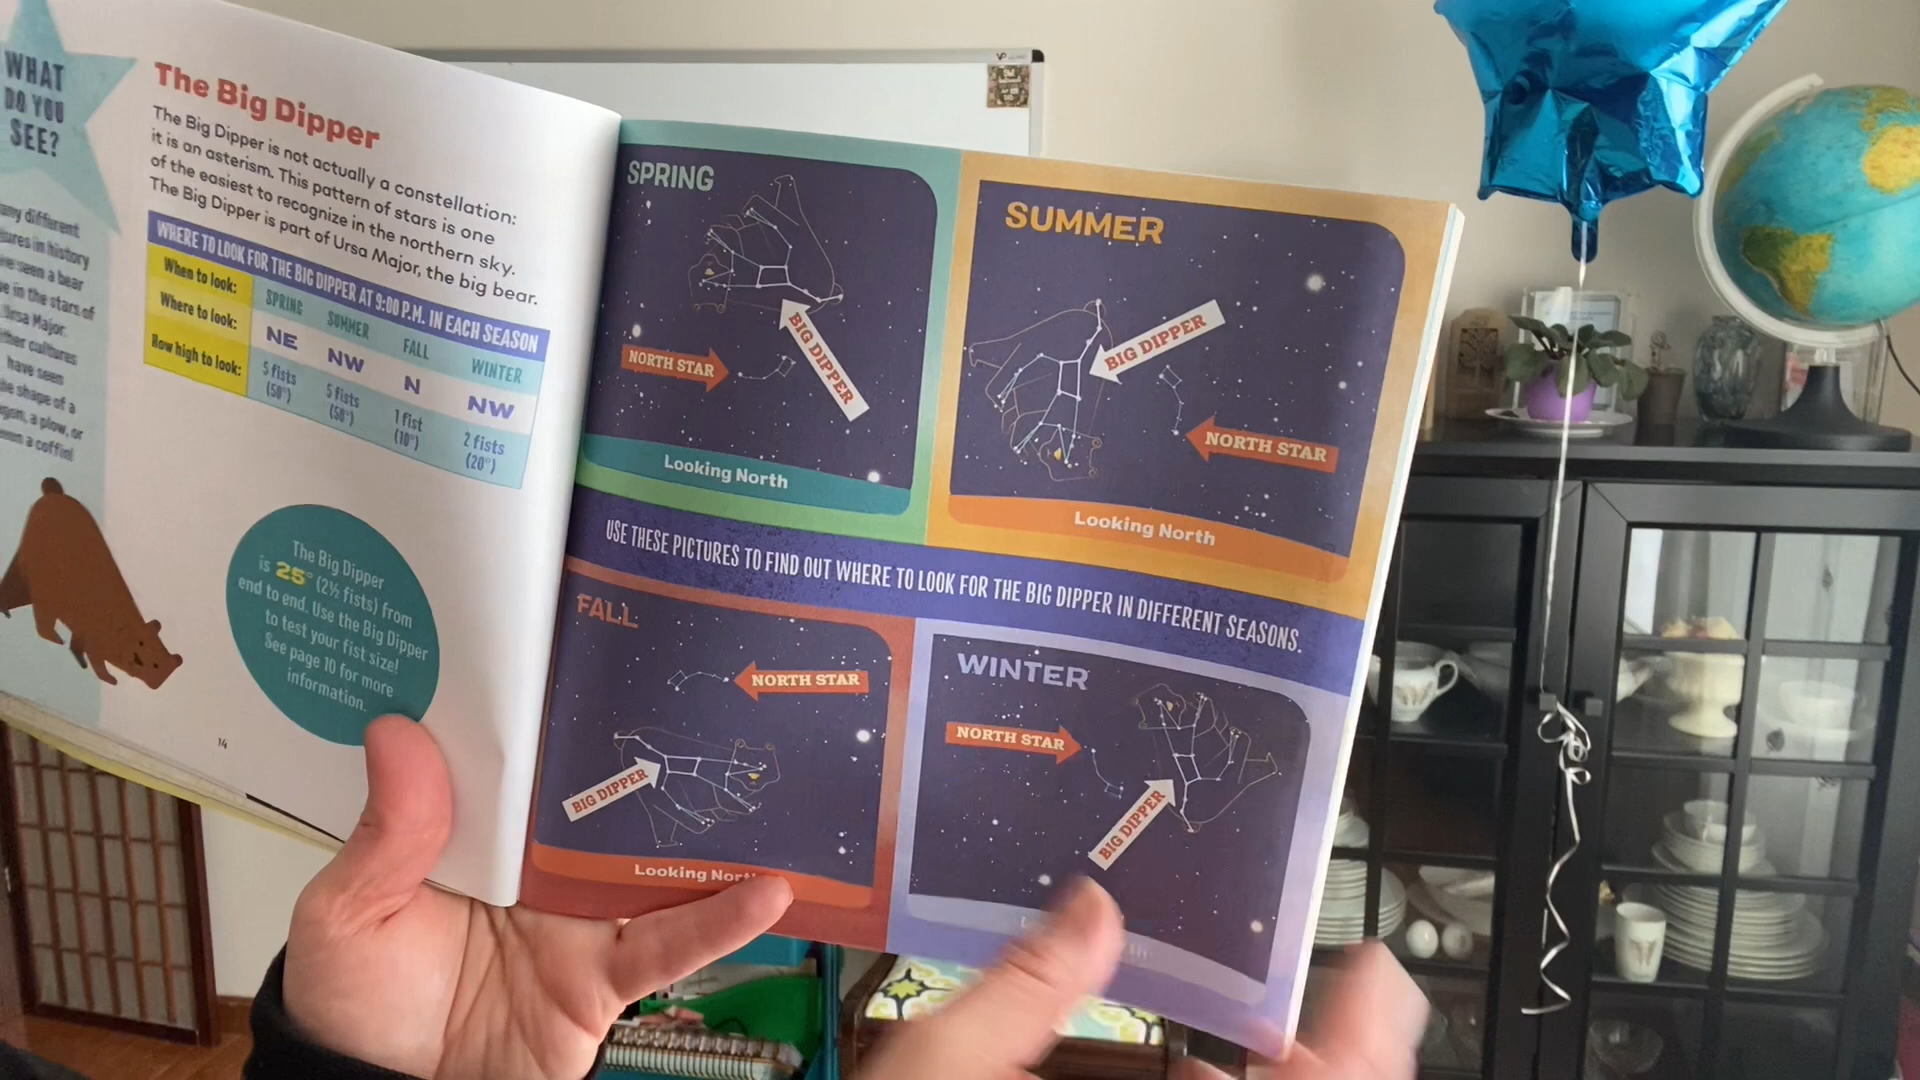 WHAT
DO YOU
SEE?
any different
tures in history
ve seen a bear
e in the stars of
Ursa Major.
ther cultures
have seen
he shape of a
agon, a plow, or
even a coffin!
The Big Dipper
The Big Dipper is not actually a constellation:
it is an asterism. This pattern of stars is one
of the easiest to recognize in the northern sky.
The Big Dipper is part of Ursa Major, the big bear.
WHERE TO LOOK FOR THE BIG DIPPER AT 9:00 P.M. IN EACH SEASON
When to look: SPRING SUMMER FALL WINTER
Where to look: NE NW N NW
How high to look: 5 fists (50°) 5 fists (50°) 1 fist (10°) 2 fists (20°)
The Big Dipper
is 25° (2½ fists) from
end to end. Use the Big Dipper
to test your fist size!
See page 10 for more
information.
14
SPRING
NORTH STAR
BIG DIPPER
Looking North
SUMMER
BIG DIPPER
NORTH STAR
Looking North
USE THESE PICTURES TO FIND OUT WHERE TO LOOK FOR THE BIG DIPPER IN DIFFERENT SEASONS.
FALL
NORTH STAR
BIG DIPPER
Looking North
WINTER
NORTH STAR
BIG DIPPER